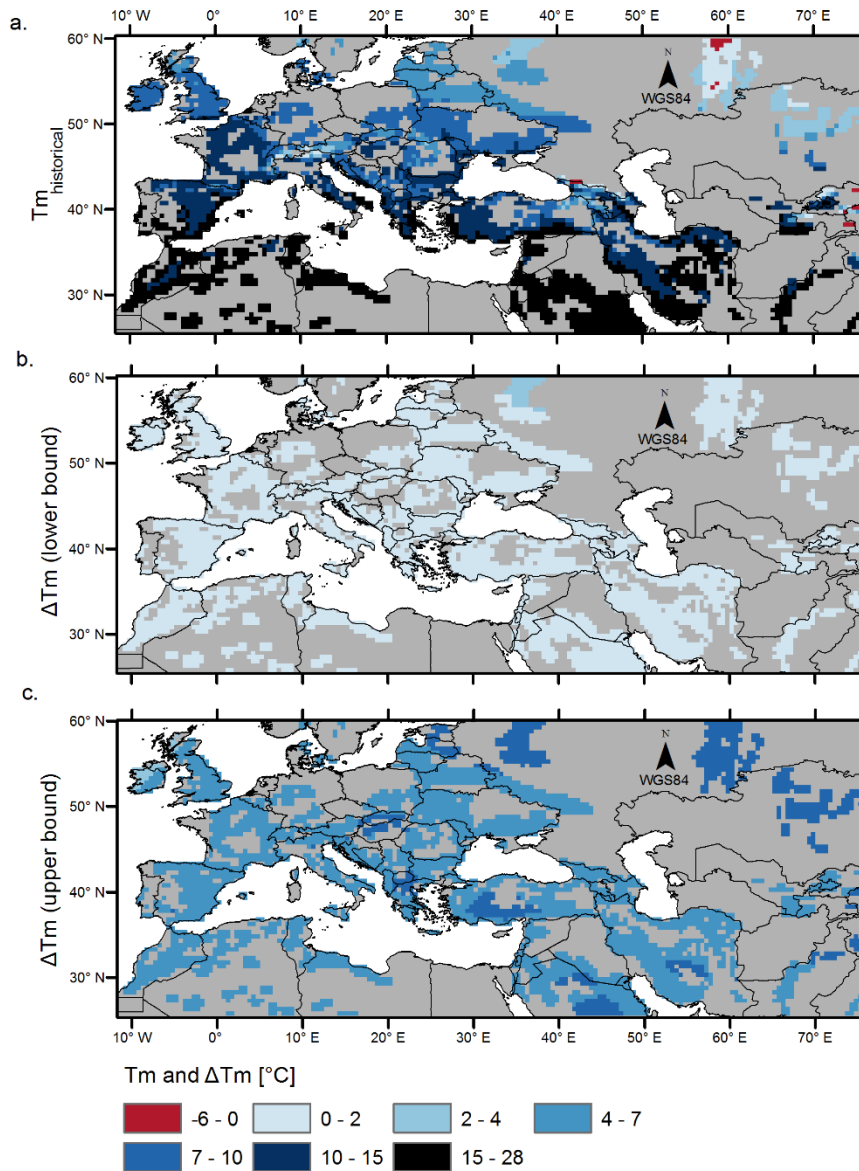 10° W 0° 10° E 20° E 30° E 40° E 50° E 60° E 70° E
a.
60° N
50° N
40° N
30° N
Tm historical
N
WGS84
b.
60° N
50° N
40° N
30° N
ΔTm (lower bound)
N
WGS84
c.
60° N
50° N
40° N
30° N
ΔTm (upper bound)
N
WGS84
10° W 0° 10° E 20° E 30° E 40° E 50° E 60° E 70° E
Tm and ΔTm [°C]
-6 - 0 0 - 2 2 - 4 4 - 7
7 - 10 10 - 15 15 - 28